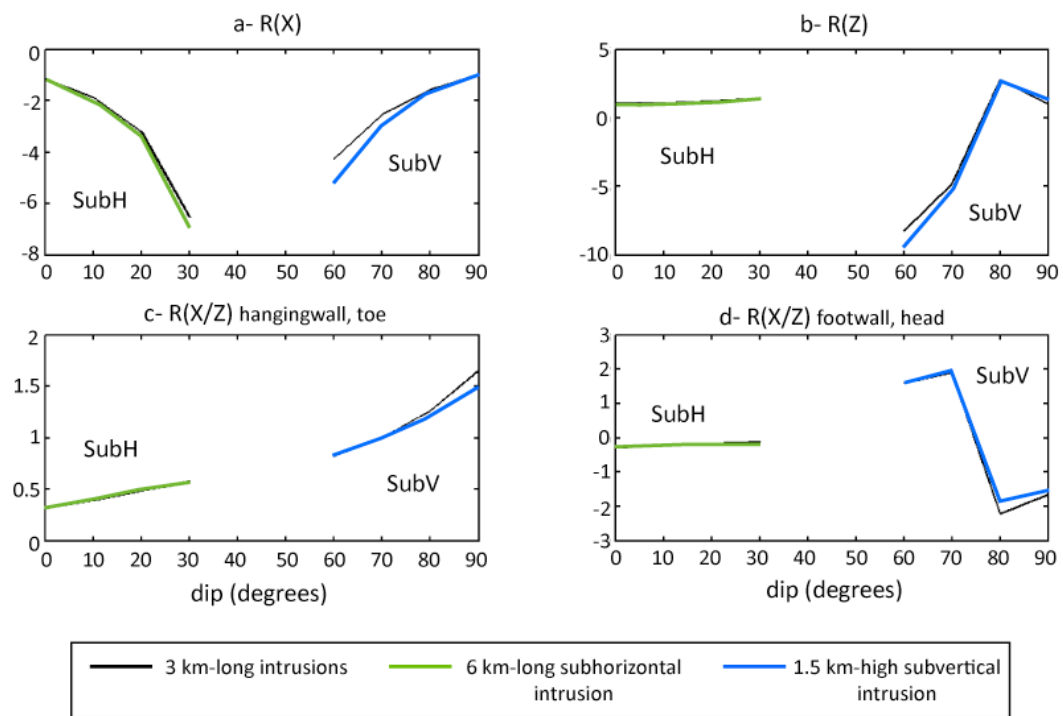 a- R(X)
0
-2
-4
-6
-8
SubH
SubV
0 10 20 30 40 50 60 70 80 90
b- R(Z)
5
0
-5
-10
SubH
SubV
0 10 20 30 40 50 60 70 80 90
c- R(X/Z) hangingwall, toe
2
1.5
1
0.5
0
SubH
SubV
0 10 20 30 40 50 60 70 80 90
dip (degrees)
d- R(X/Z) footwall, head
3
2
1
0
-1
-2
-3
SubH
SubV
0 10 20 30 40 50 60 70 80 90
dip (degrees)
3 km-long intrusions
6 km-long subhorizontal
intrusion
1.5 km-high subvertical
intrusion